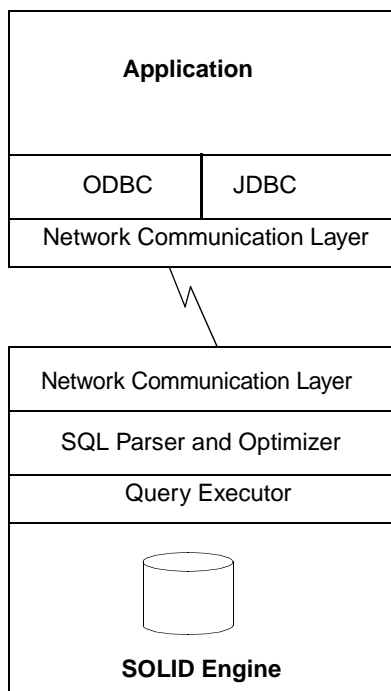 Application
ODBC JDBC
Network Communication Layer
Network Communication Layer
SQL Parser and Optimizer
Query Executor
SOLID Engine